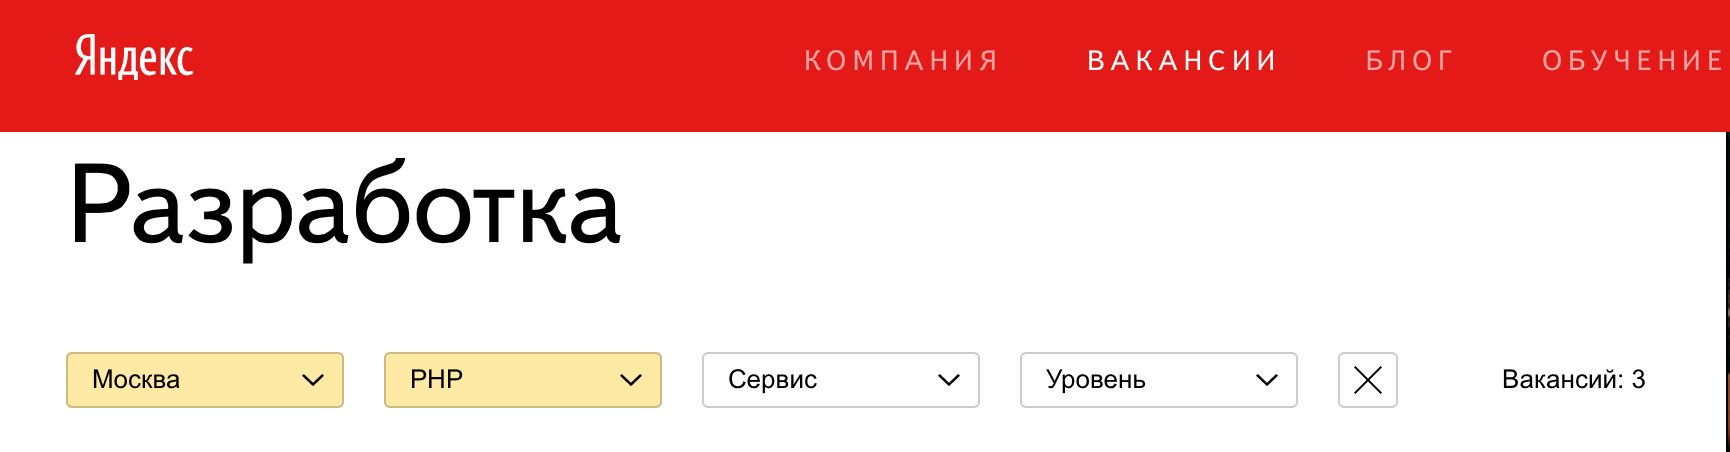 Яндекс
КОМПАНИЯ ВАКАНСИИ БЛОГ ОБУЧЕНИЕ
Разработка
Москва PHP Сервис Уровень Вакансий: 3